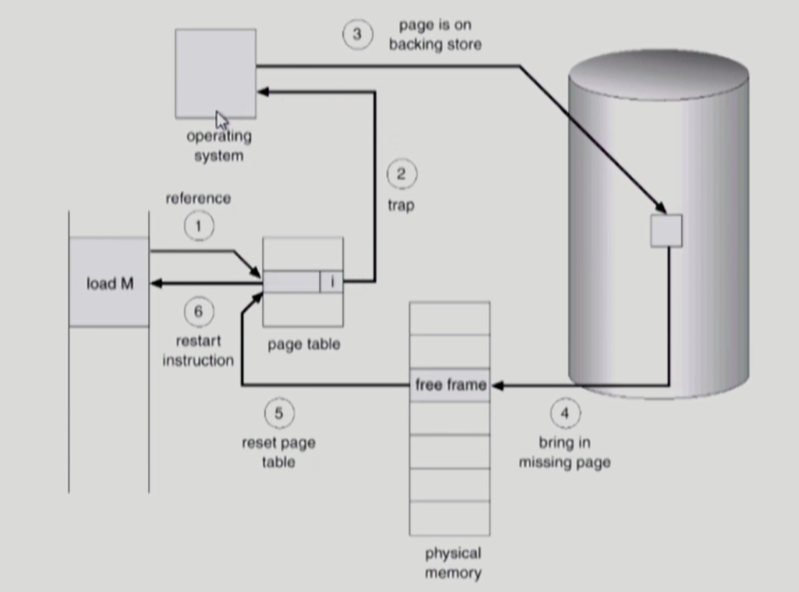 3
page is on
backing store
operating
system
2
trap
reference
1
load M
i
6
restart
instruction
page table
free frame
5
reset page
table
4
bring in
missing page
physical
memory